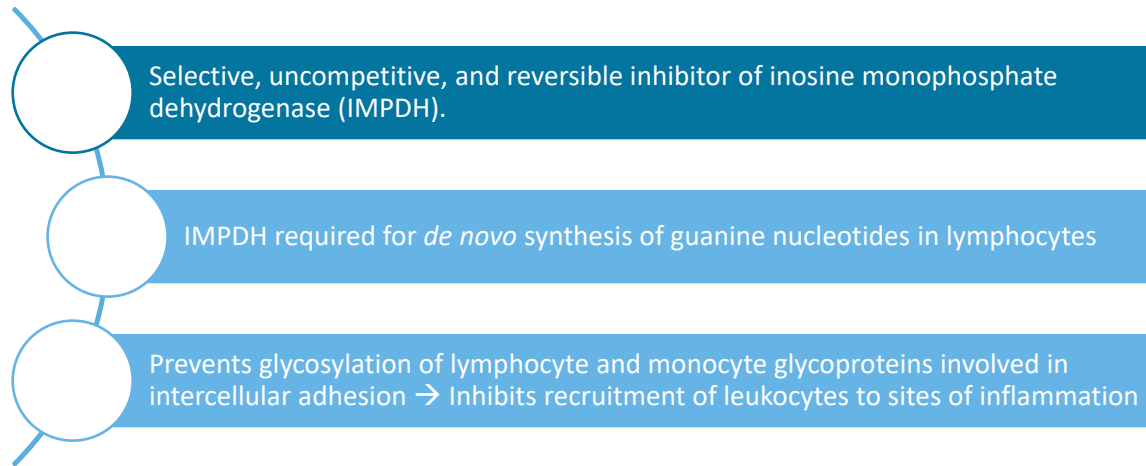 Selective, uncompetitive, and reversible inhibitor of inosine monophosphate
dehydrogenase (IMPDH).
IMPDH required for de novo synthesis of guanine nucleotides in lymphocytes
Prevents glycosylation of lymphocyte and monocyte glycoproteins involved in
intercellular adhesion → Inhibits recruitment of leukocytes to sites of inflammation